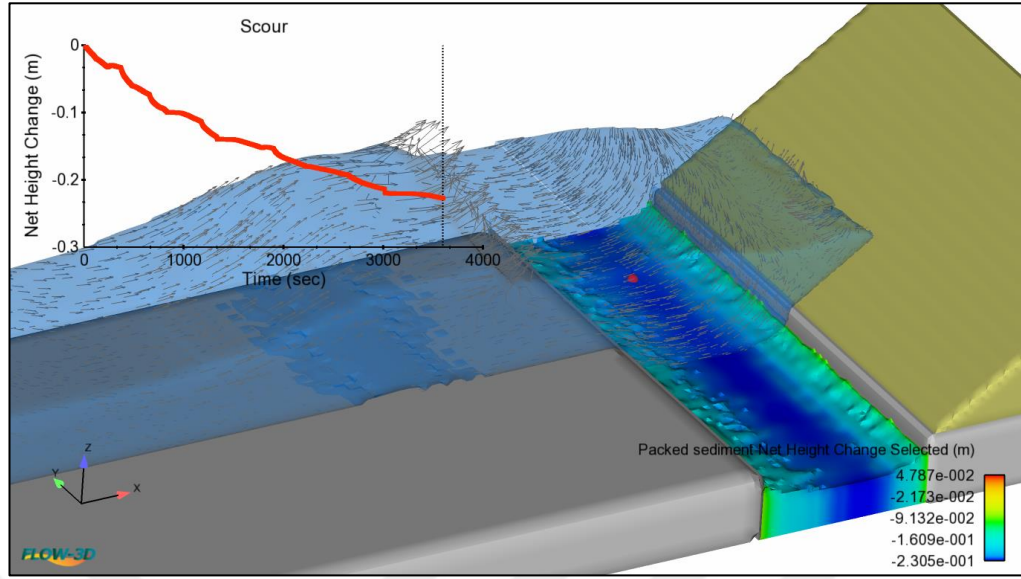 Scour
Net Height Change (m)
0
-0.1
-0.2
-0.3
0 1000 2000 3000 4000
Time (sec)
Packed sediment Net Height Change Selected (m)
4.787e-002
-2.173e-002
-9.132e-002
-1.609e-001
-2.305e-001
Z
Y
X
FLOW-3D